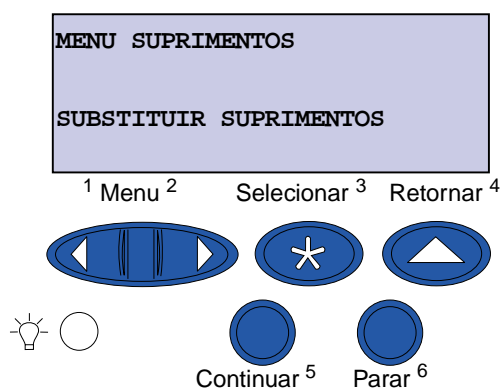 MENU SUPRIMENTOS
SUBSTITUIR SUPRIMENTOS
1 Menu 2 Selecionar 3 Retornar 4
Continuar 5 Parar 6